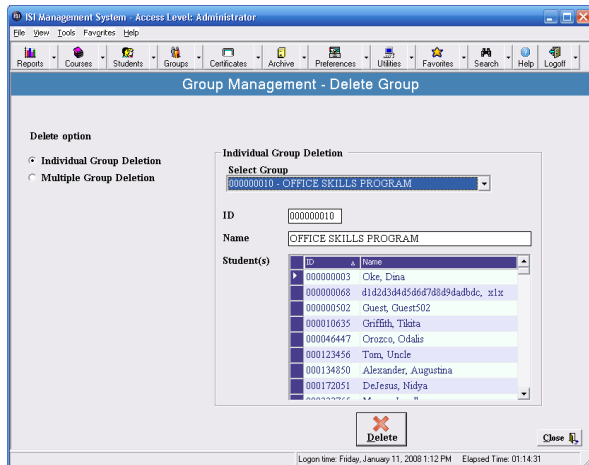 ISI Management System - Access Level: Administrator
File View Tools Favorites Help
Reports Courses Students Groups Certificates Archive Preferences Utilities Favorites Search Help Logoff
Group Management - Delete Group
Delete option
Individual Group Deletion
Multiple Group Deletion
Individual Group Deletion
Select Group
000000010 - OFFICE SKILLS PROGRAM
ID 000000010
Name OFFICE SKILLS PROGRAM
Student(s)
ID Name
000000003 Oke, Dina
000000068 d1d2d3d4d5d6d7d8d9dadbdc, x1x
000000502 Guest, Guest502
000010635 Griffith, Tikita
000046447 Orozco, Odalis
000123456 Tom, Uncle
000134850 Alexander, Augustina
000172051 DeJesus, Nidya
Delete
Close
Logon time: Friday, January 11, 2008 1:12 PM Elapsed Time: 01:14:31